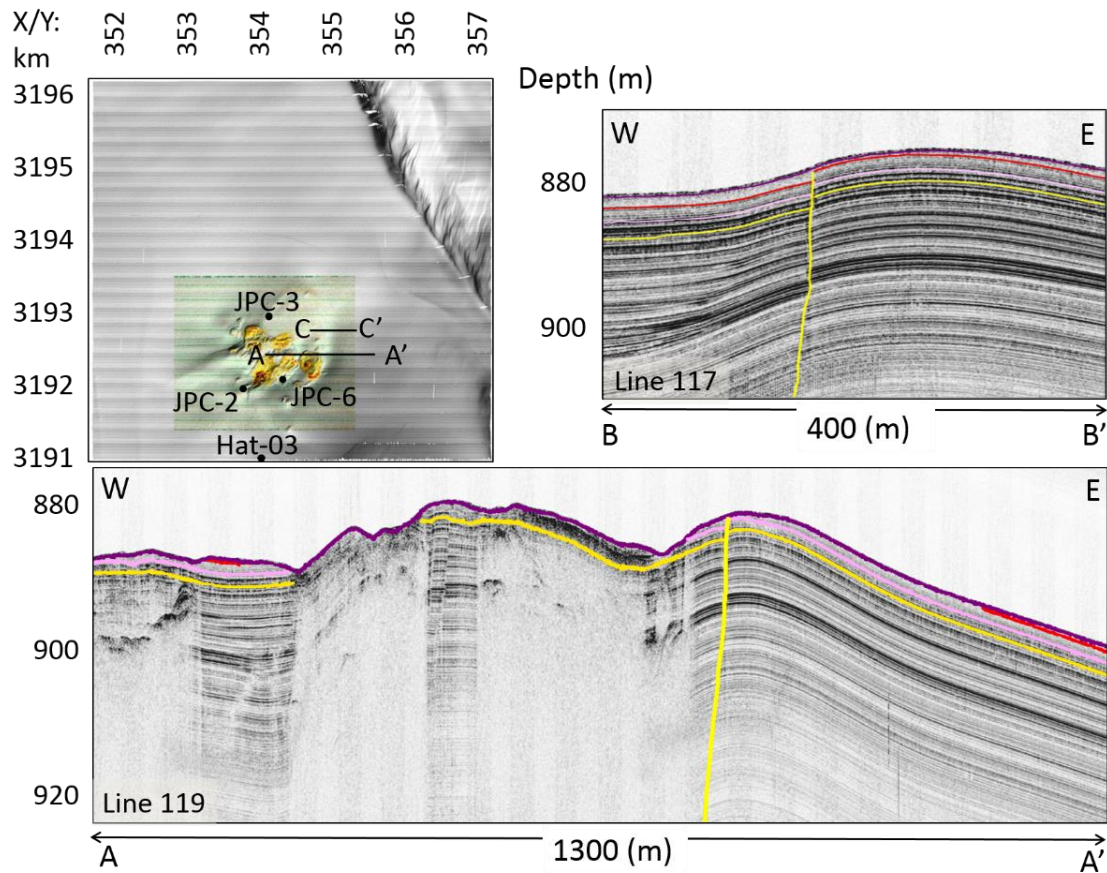 X/Y:
km
352
353
354
355
356
357
3196
3195
3194
3193
3192
3191
JPC-3
C C’
A A’
JPC-2 JPC-6
Hat-03
Depth (m)
W E
880
900
Line 117
B 400 (m) B’
W E
880
900
920
Line 119
A 1300 (m) A’